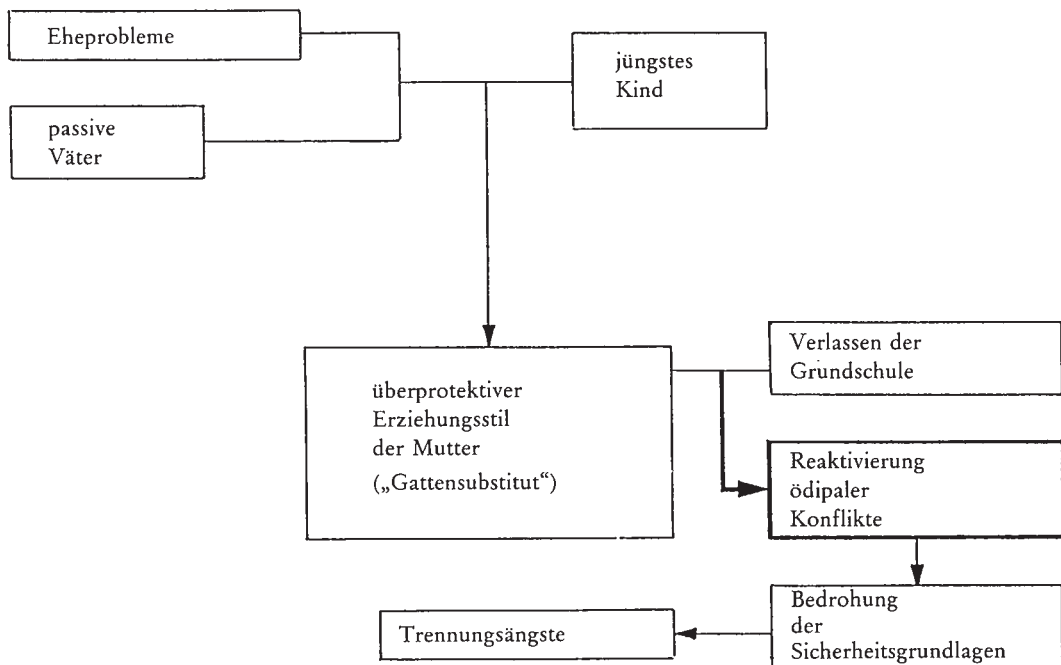 Eheprobleme
jüngstes
Kind
passive
Väter
überprotektiver
Erziehungsstil
der Mutter
(„Gattensubstitut“)
Verlassen der
Grundschule
Reaktivierung
ödipaler
Konflikte
Bedrohung
der
Sicherheitsgrundlagen
Trennungsängste